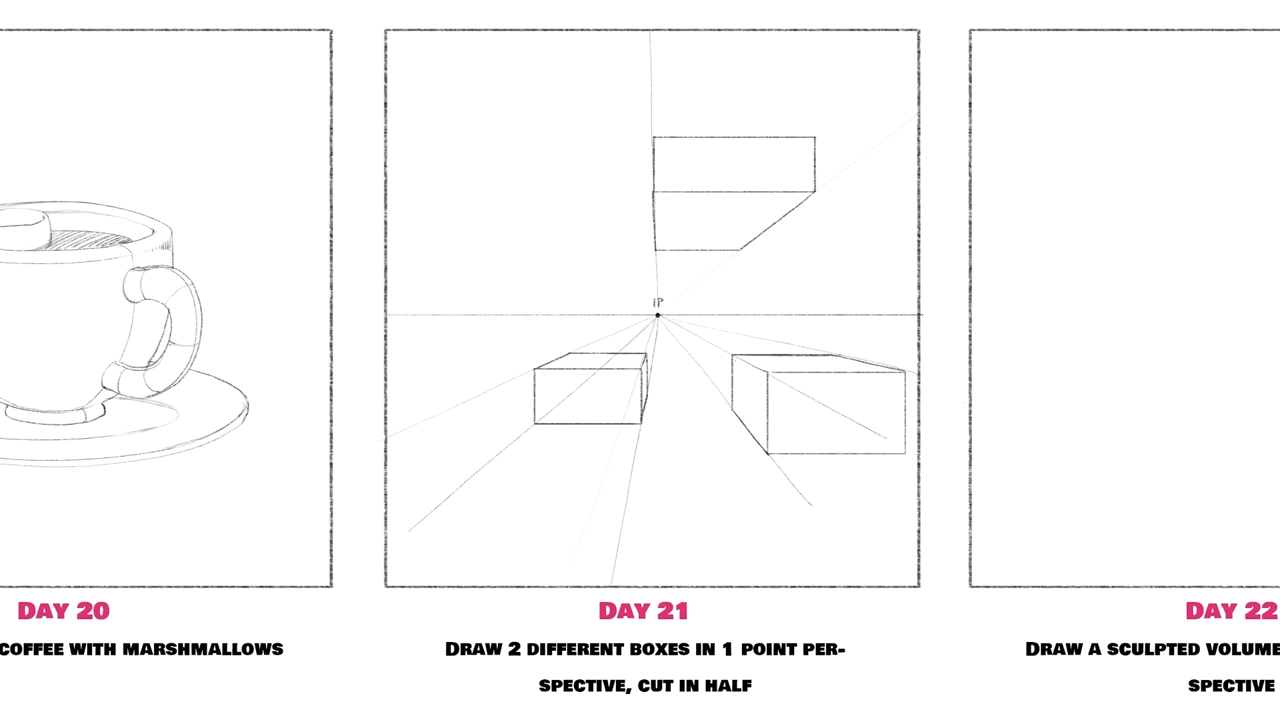 1P
DAY 20
COFFEE WITH MARSHMALLOWS
DAY 21
DRAW 2 DIFFERENT BOXES IN 1 POINT PER-
SPECTIVE, CUT IN HALF
DAY 22
DRAW A SCULPTED VOLUME
SPECTIVE